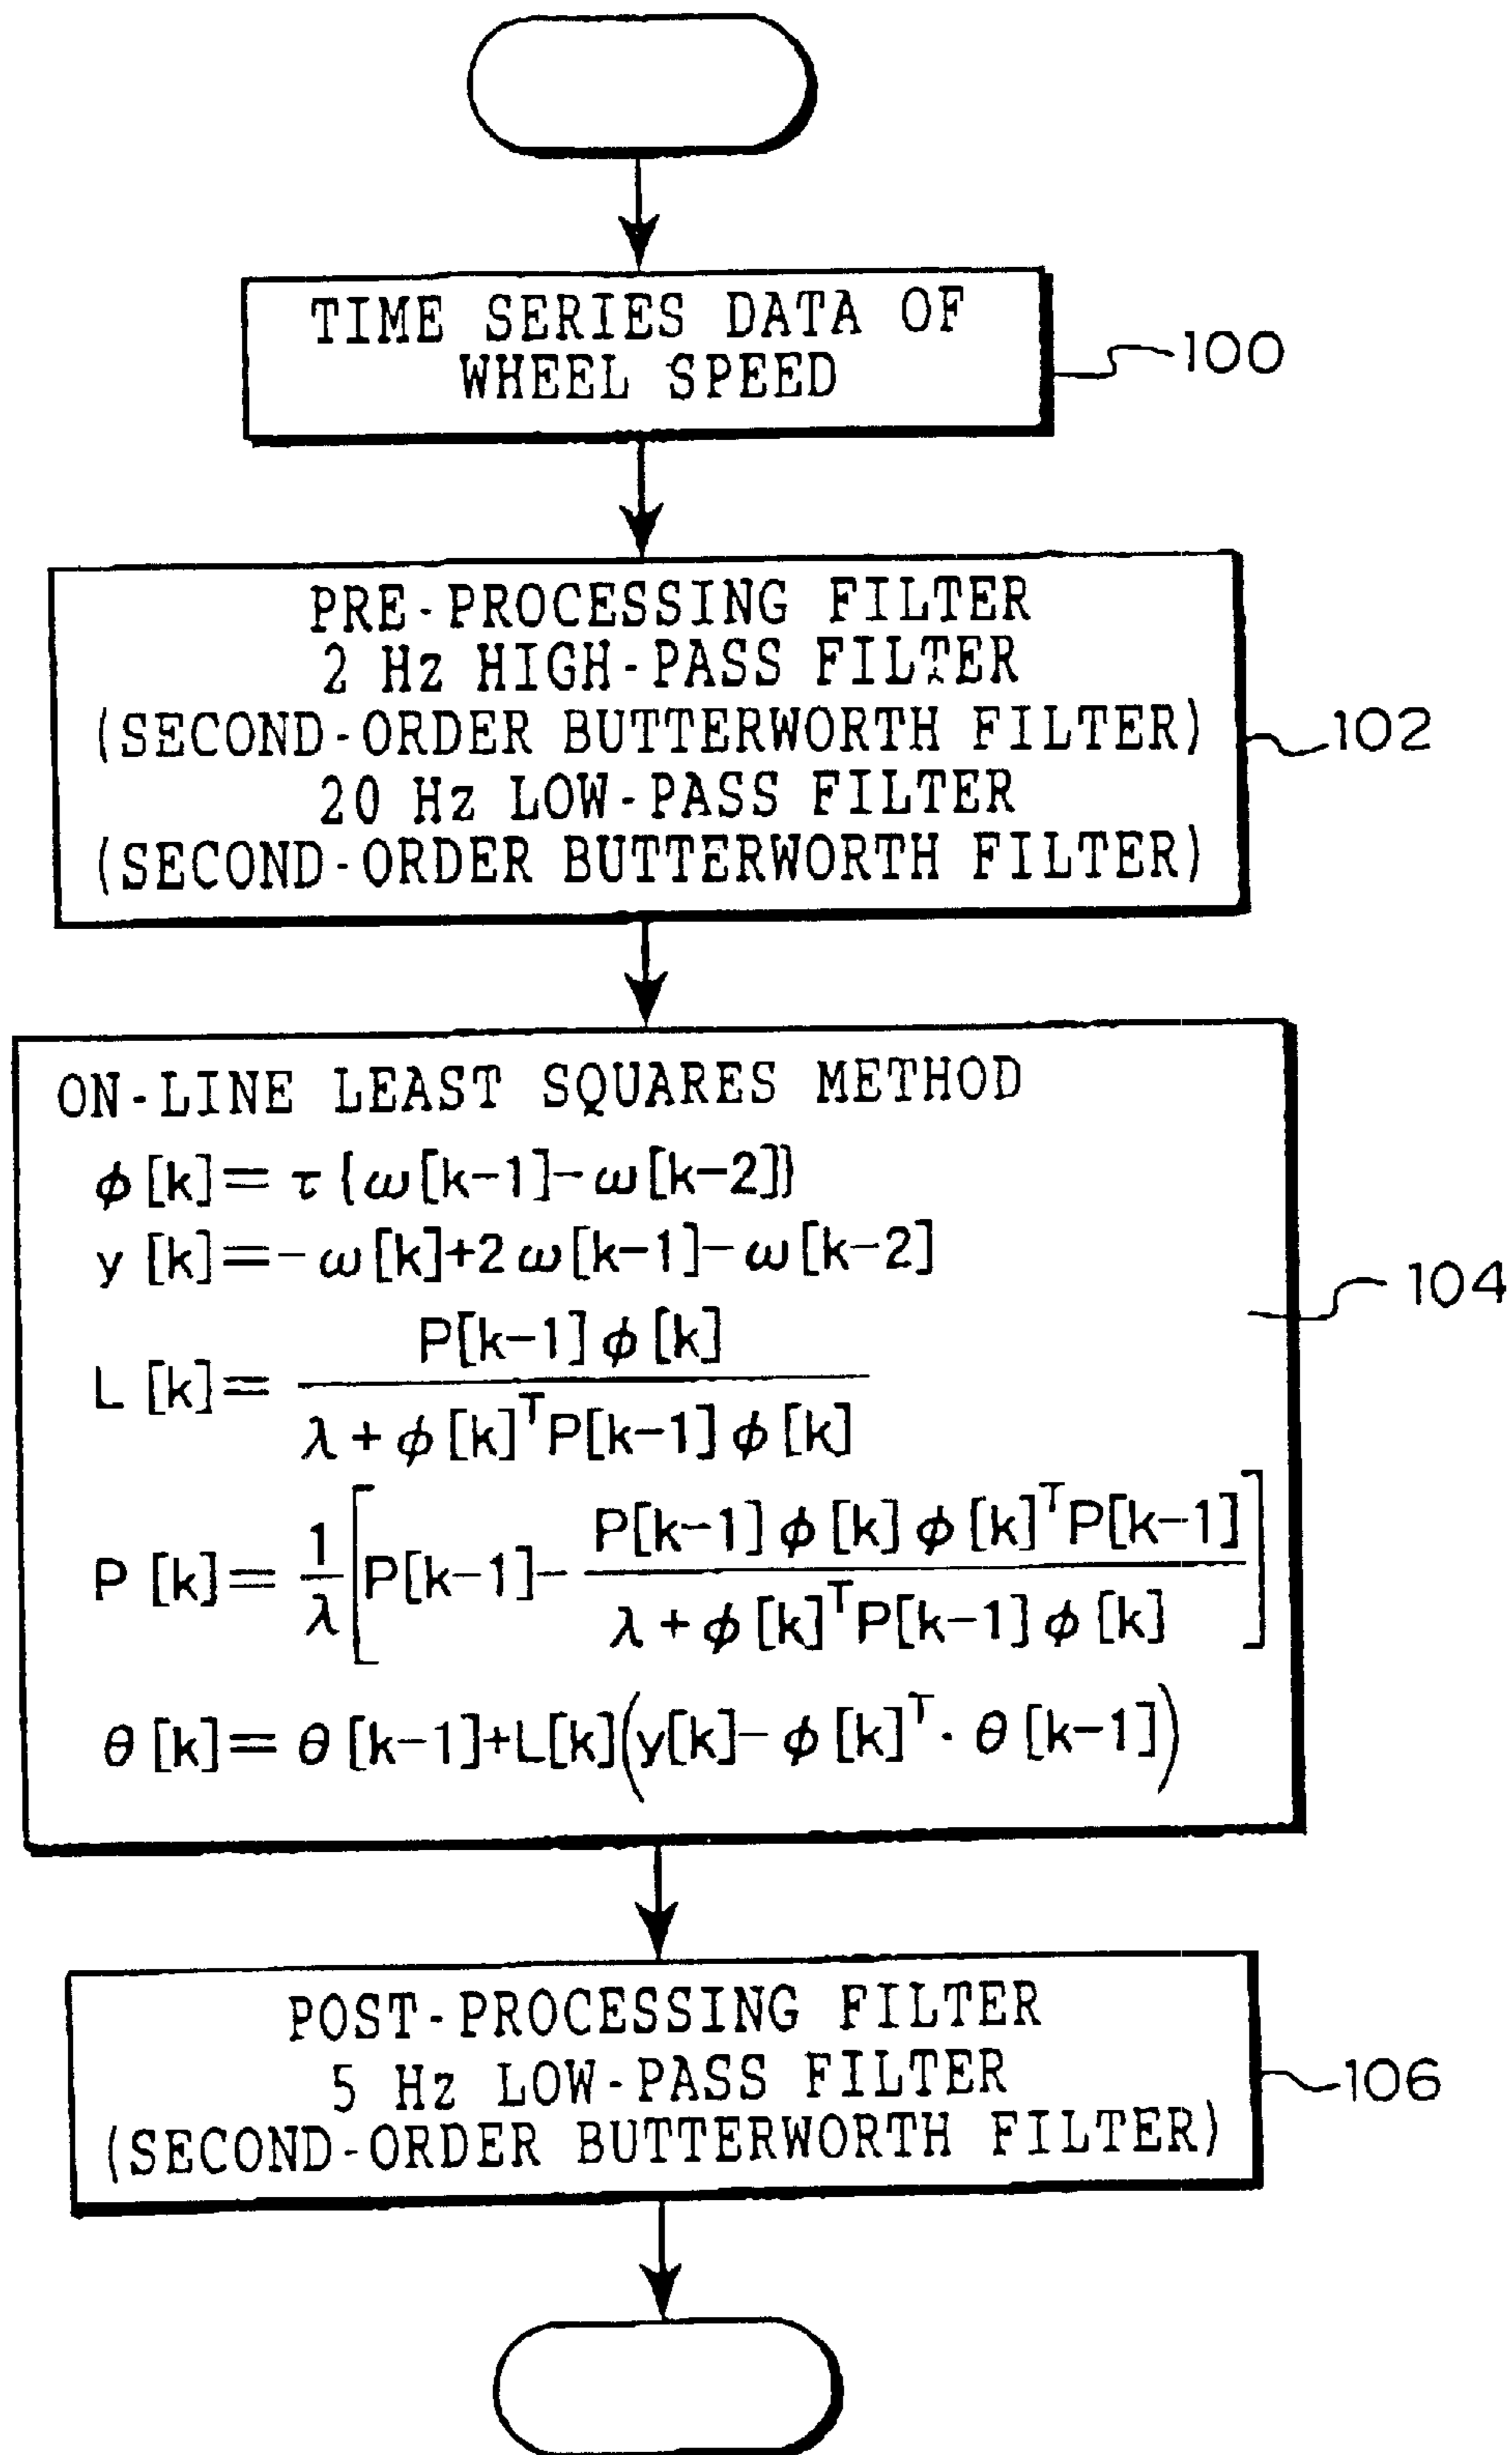 TIME SERIES DATA OF
WHEEL SPEED
100
PRE-PROCESSING FILTER
2 Hz HIGH-PASS FILTER
(SECOND-ORDER BUTTERWORTH FILTER)
20 Hz LOW-PASS FILTER
(SECOND-ORDER BUTTERWORTH FILTER)
102
ON-LINE LEAST SQUARES METHOD
ϕ[k]= τ{ω[k-1]-ω[k-2]}
y[k]=-ω[k]+2ω[k-1]-ω[k-2]
L[k]= P[k-1]ϕ[k] / λ+ϕ[k]^T P[k-1]ϕ[k]
P[k]= 1/λ [P[k-1]- P[k-1]ϕ[k]ϕ[k]^T P[k-1] / λ+ϕ[k]^T P[k-1]ϕ[k]]
θ[k]= θ[k-1]+L[k](y[k]-ϕ[k]^T·θ[k-1])
104
POST-PROCESSING FILTER
5 Hz LOW-PASS FILTER
(SECOND-ORDER BUTTERWORTH FILTER)
106